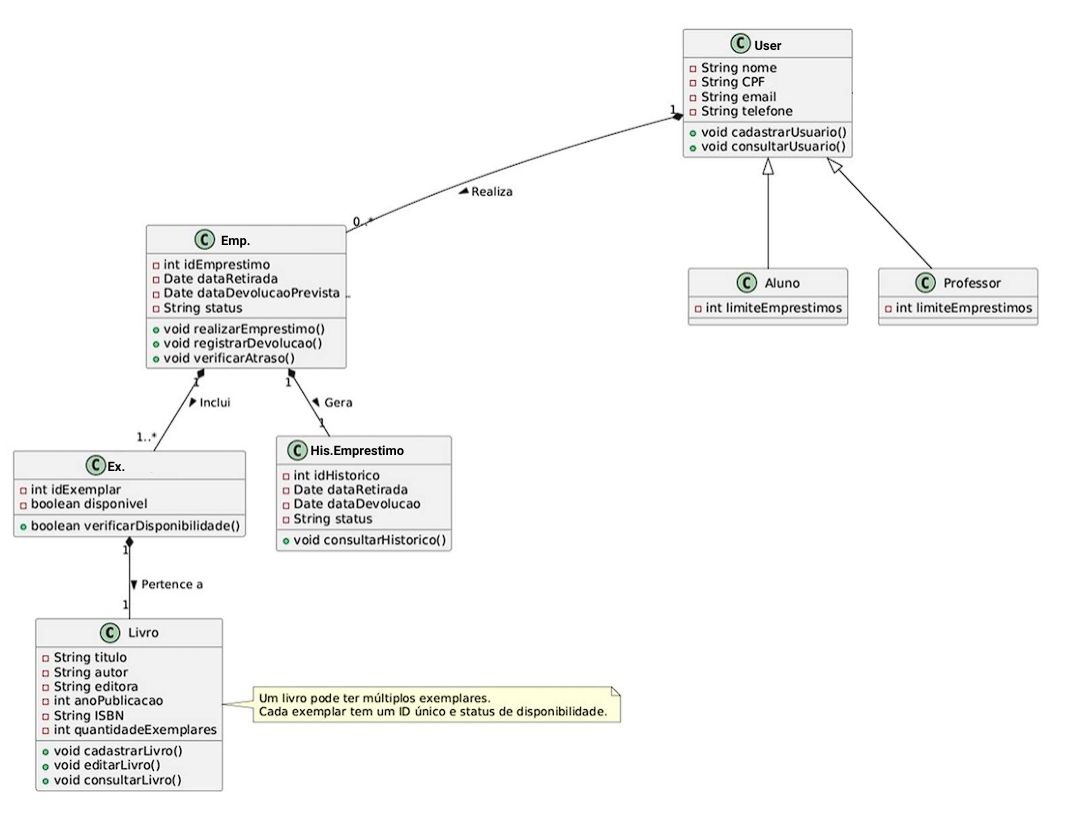 C User
String nome
String CPF
String email
String telefone
void cadastrarUsuario()
void consultarUsuario()
1
Realiza
0..*
C Emp.
int idEmprestimo
Date dataRetirada
Date dataDevolucaoPrevista
String status
void realizarEmprestimo()
void registrarDevolucao()
void verificarAtraso()
C Aluno
int limiteEmprestimos
C Professor
int limiteEmprestimos
1
Inclui
1..*
1
Gera
1
C Ex.
int idExemplar
boolean disponivel
boolean verificarDisponibilidade()
C His.Emprestimo
int idHistorico
Date dataRetirada
Date dataDevolucao
String status
void consultarHistorico()
1
Pertence a
1
C Livro
String titulo
String autor
String editora
int anoPublicacao
String ISBN
int quantidadeExemplares
void cadastrarLivro()
void editarLivro()
void consultarLivro()
Um livro pode ter múltiplos exemplares.
Cada exemplar tem um ID único e status de disponibilidade.